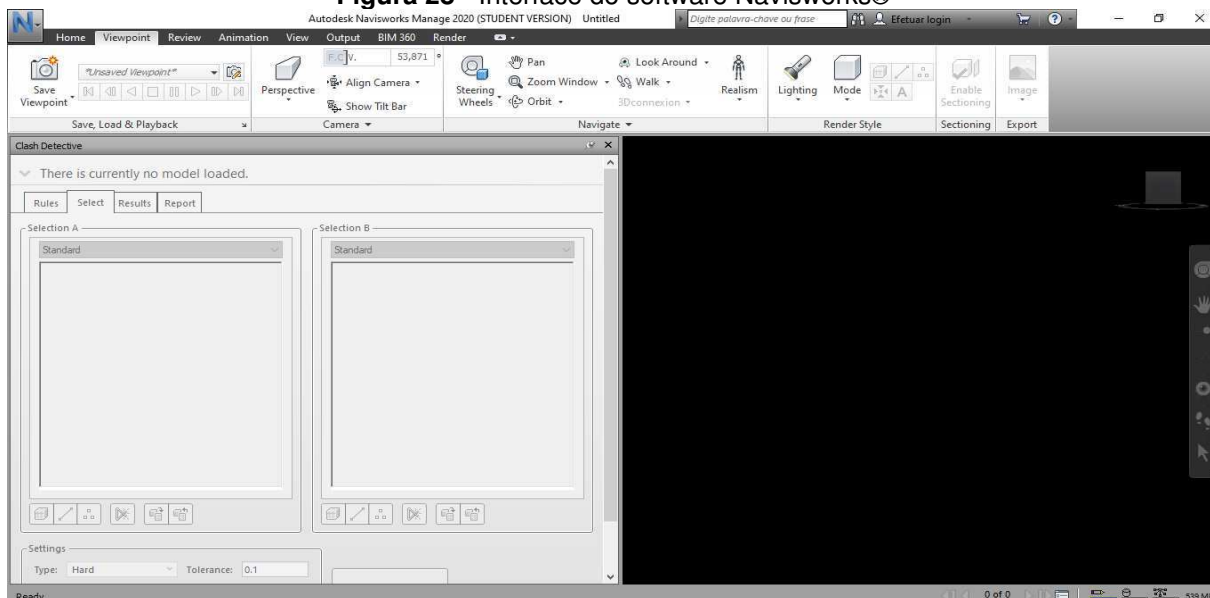 Figura 23 - Interface do software Navisworks®
Autodesk Navisworks Manage 2020 (STUDENT VERSION) Untitled Digite palavra-chave ou frase Efetuar login
Home Viewpoint Review Animation View Output BIM 360 Render
Save Viewpoint
*Unsaved Viewpoint*
Perspective
F.O.V. 53,871 °
Align Camera
Show Tilt Bar
Steering Wheels
Pan
Zoom Window
Orbit
Look Around
Walk
3Dconnexion
Realism
Lighting
Mode
Enable Sectioning
Image
Save, Load & Playback Camera Navigate Render Style Sectioning Export
Clash Detective
There is currently no model loaded.
Rules Select Results Report
Selection A Selection B
Standard Standard
Settings
Type: Hard Tolerance: 0.1
Ready 0 of 0 539 M